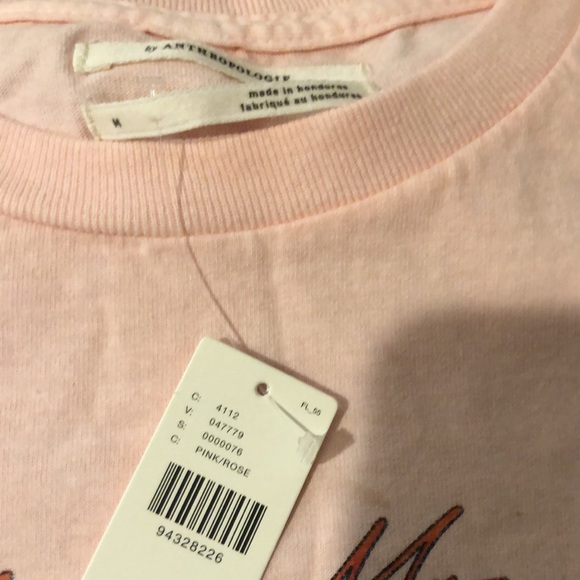 by ANTHROPOLOGIE
made in honduras
fabriqué au honduras
M
FL_55
C: 4112
V: 047779
S: 0000076
C: PINK/ROSE
94328226